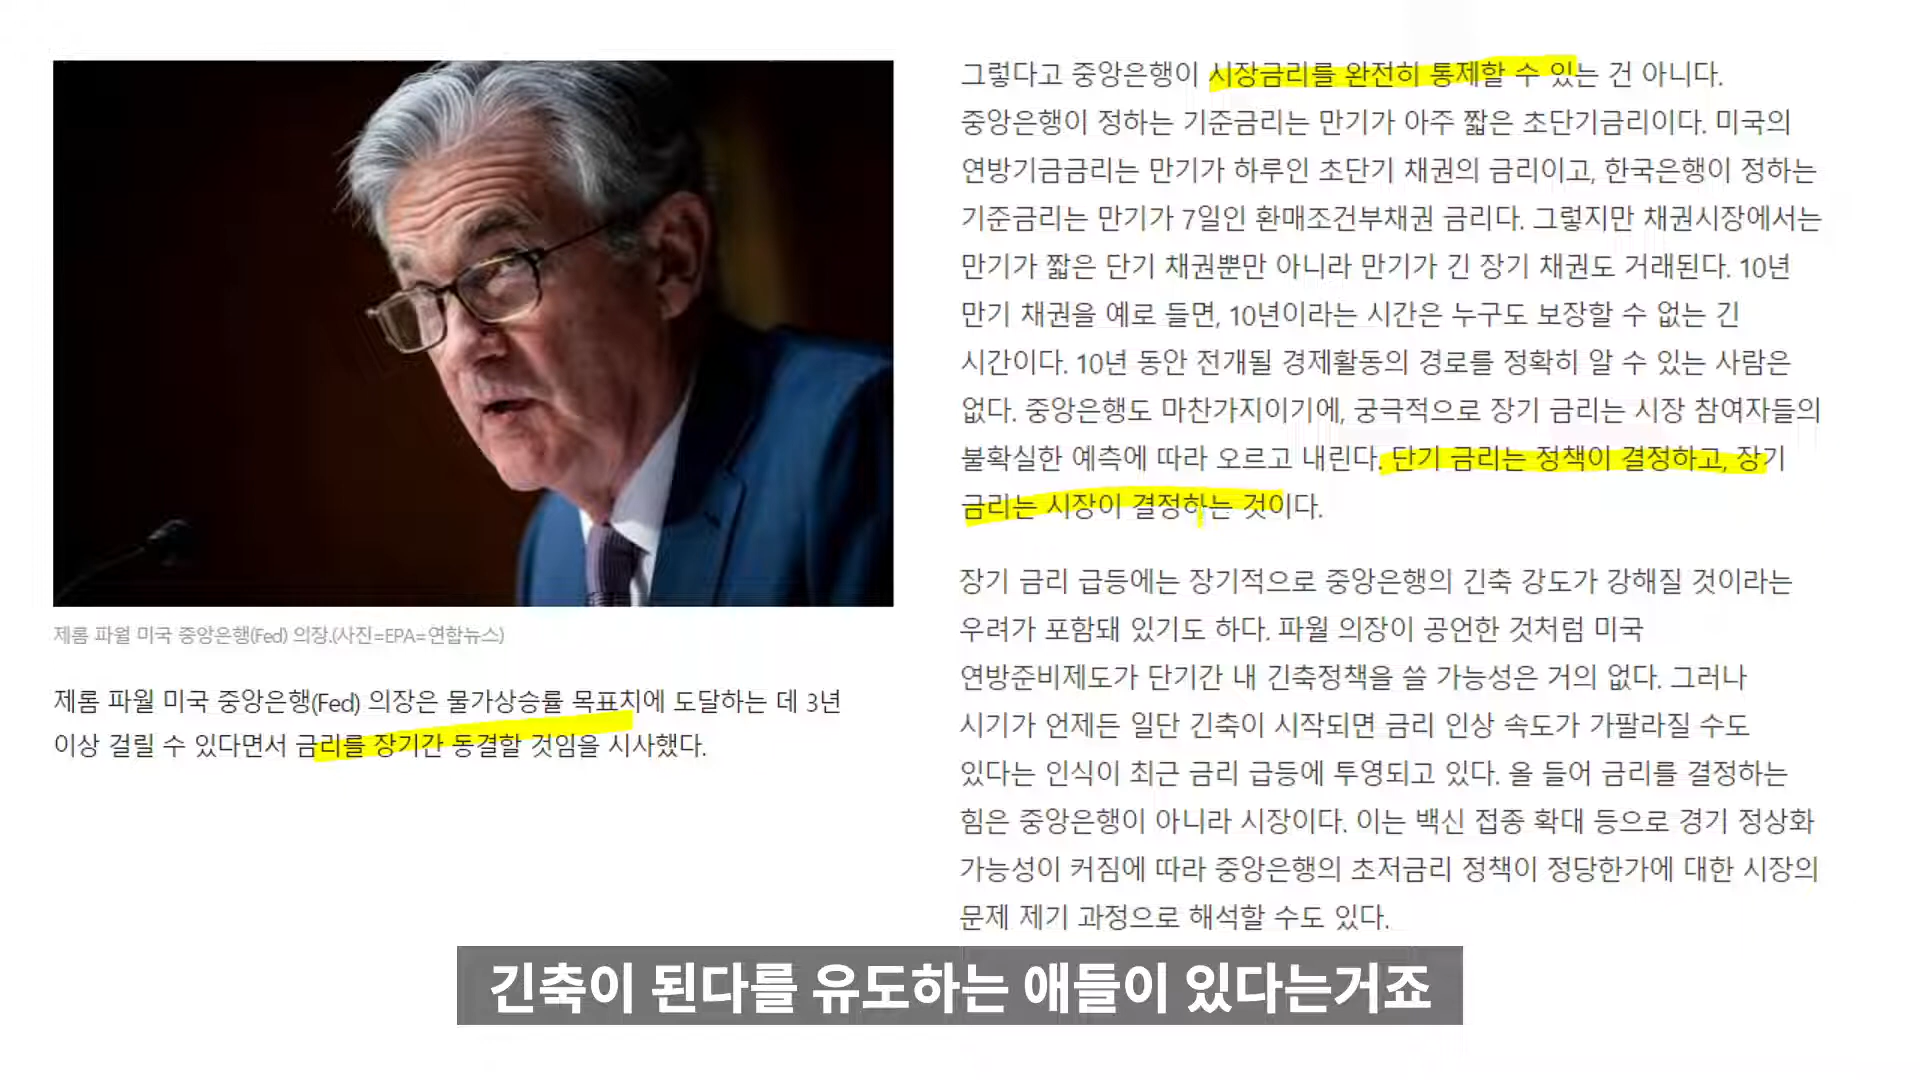 제롬 파월 미국 중앙은행(Fed) 의장.(사진=EPA=연합뉴스)
제롬 파월 미국 중앙은행(Fed) 의장은 물가상승률 목표치에 도달하는 데 3년
이상 걸릴 수 있다면서 금리를 장기간 동결할 것임을 시사했다.
그렇다고 중앙은행이 시장금리를 완전히 통제할 수 있는 건 아니다.
중앙은행이 정하는 기준금리는 만기가 아주 짧은 초단기금리이다. 미국의
연방기금금리는 만기가 하루인 초단기 채권의 금리이고, 한국은행이 정하는
기준금리는 만기가 7일인 환매조건부채권 금리다. 그렇지만 채권시장에서는
만기가 짧은 단기 채권뿐만 아니라 만기가 긴 장기 채권도 거래된다. 10년
만기 채권을 예로 들면, 10년이라는 시간은 누구도 보장할 수 없는 긴
시간이다. 10년 동안 전개될 경제활동의 경로를 정확히 알 수 있는 사람은
없다. 중앙은행도 마찬가지이기에, 궁극적으로 장기 금리는 시장 참여자들의
불확실한 예측에 따라 오르고 내린다. 단기 금리는 정책이 결정하고, 장기
금리는 시장이 결정하는 것이다.
장기 금리 급등에는 장기적으로 중앙은행의 긴축 강도가 강해질 것이라는
우려가 포함돼 있기도 하다. 파월 의장이 공언한 것처럼 미국
연방준비제도가 단기간 내 긴축정책을 쓸 가능성은 거의 없다. 그러나
시기가 언제든 일단 긴축이 시작되면 금리 인상 속도가 가팔라질 수도
있다는 인식이 최근 금리 급등에 투영되고 있다. 올 들어 금리를 결정하는
힘은 중앙은행이 아니라 시장이다. 이는 백신 접종 확대 등으로 경기 정상화
가능성이 커짐에 따라 중앙은행의 초저금리 정책이 정당한가에 대한 시장의
문제 제기 과정으로 해석할 수도 있다.
긴축이 된다를 유도하는 애들이 있다는거죠